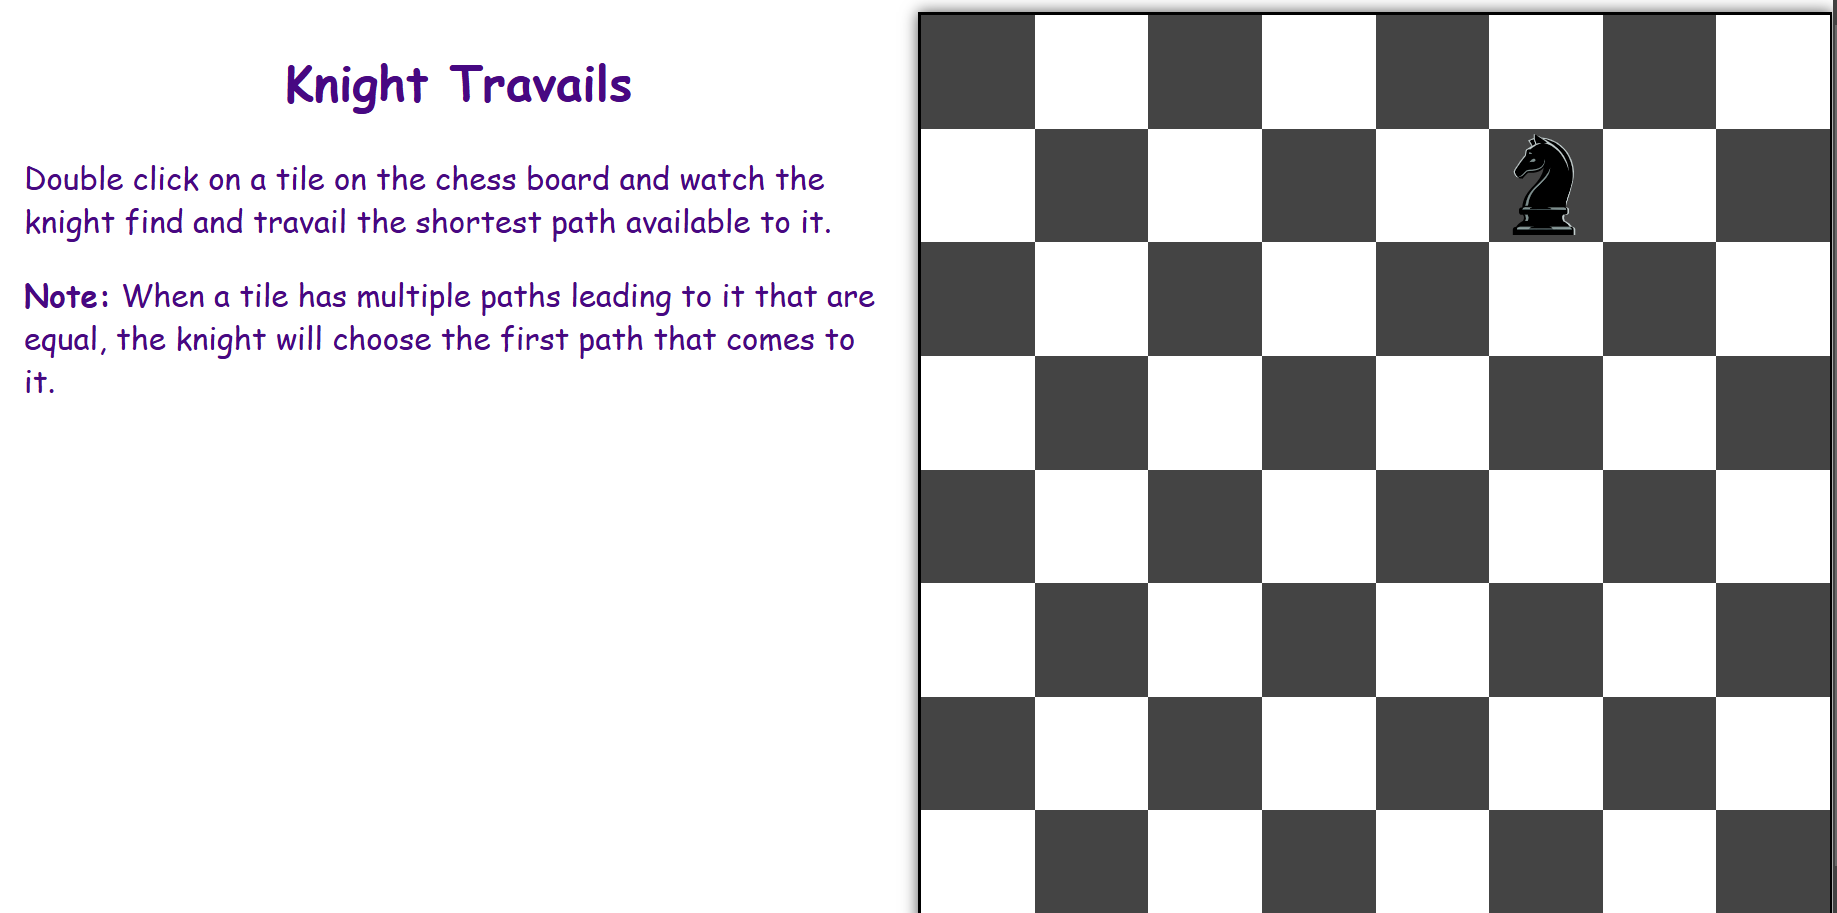 Knight Travails
Double click on a tile on the chess board and watch the
knight find and travail the shortest path available to it.
Note: When a tile has multiple paths leading to it that are
equal, the knight will choose the first path that comes to
it.